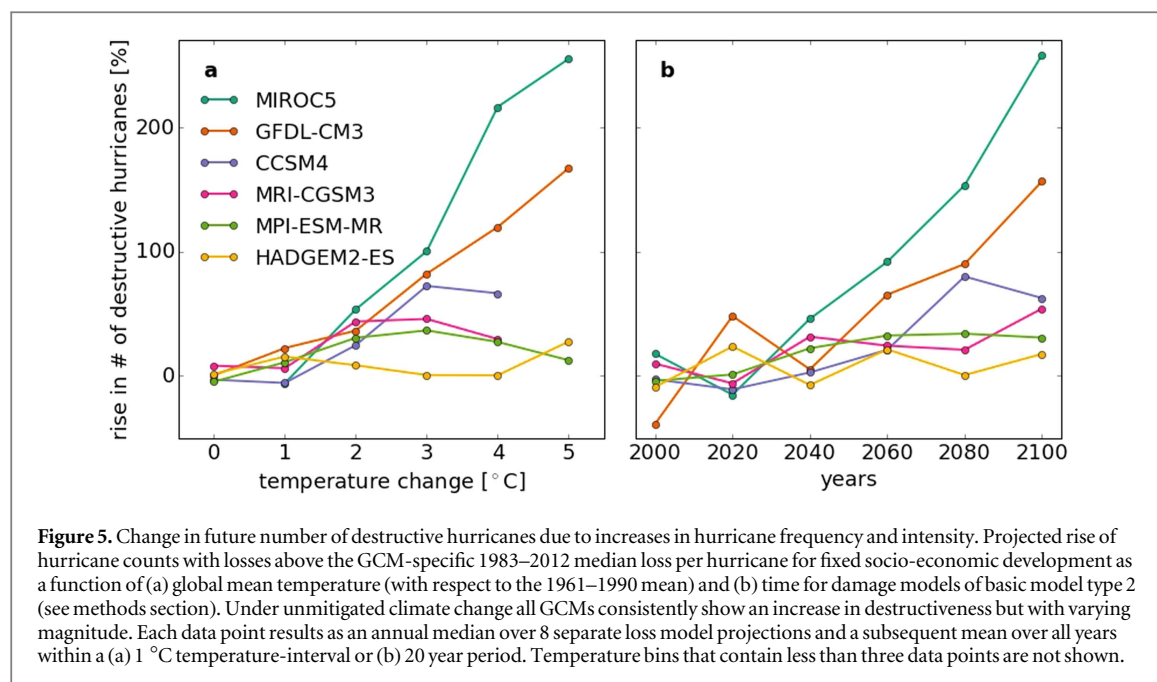 rise in # of destructive hurricanes [%]
200
100
0
a
MIROC5
GFDL-CM3
CCSM4
MRI-CGSM3
MPI-ESM-MR
HADGEM2-ES
0 1 2 3 4 5
temperature change [°C]
b
2000 2020 2040 2060 2080 2100
years
Figure 5. Change in future number of destructive hurricanes due to increases in hurricane frequency and intensity. Projected rise of
hurricane counts with losses above the GCM-specific 1983–2012 median loss per hurricane for fixed socio-economic development as
a function of (a) global mean temperature (with respect to the 1961–1990 mean) and (b) time for damage models of basic model type 2
(see methods section). Under unmitigated climate change all GCMs consistently show an increase in destructiveness but with varying
magnitude. Each data point results as an annual median over 8 separate loss model projections and a subsequent mean over all years
within a (a) 1 °C temperature-interval or (b) 20 year period. Temperature bins that contain less than three data points are not shown.